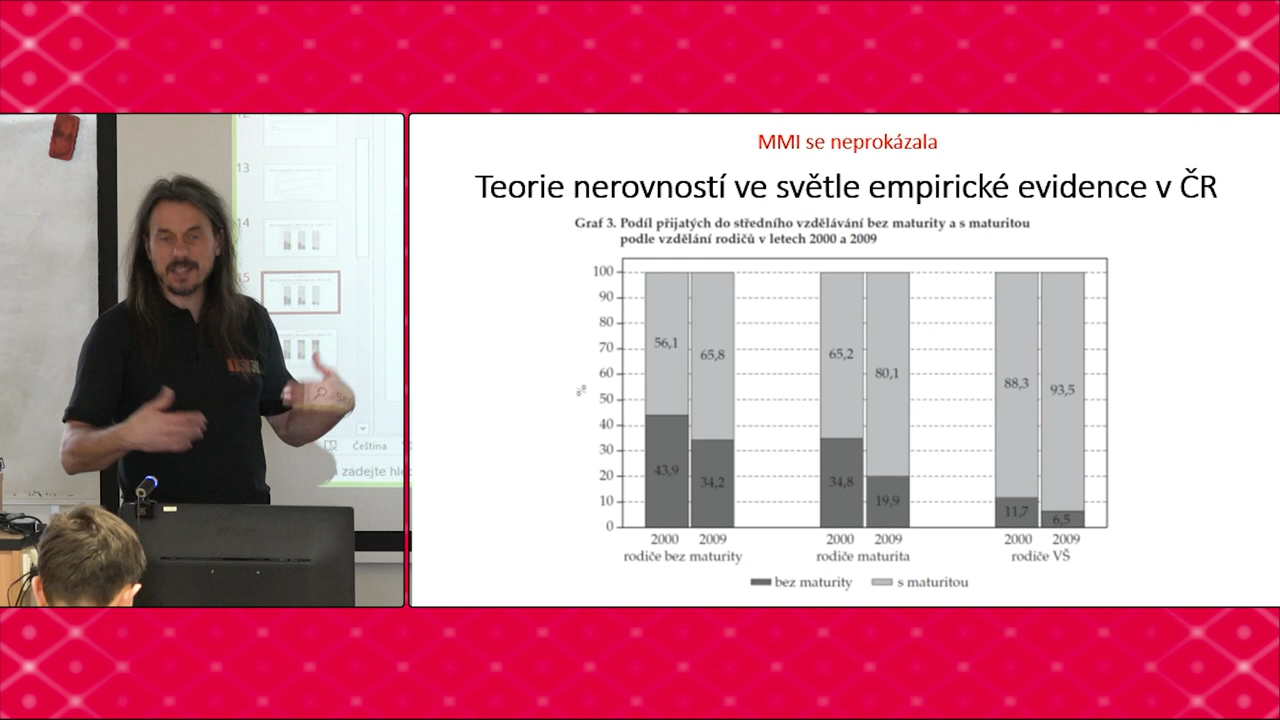 12
13
14
15
Čeština
zadejte hle
MMI se neprokázala
Teorie nerovností ve světle empirické evidence v ČR
Graf 3. Podíl přijatých do středního vzdělávání bez maturity a s maturitou
podle vzdělání rodičů v letech 2000 a 2009
%
100
90
80
70
60
50
40
30
20
10
0
56,1 65,8 65,2 80,1 88,3 93,5
43,9 34,2 34,8 19,9 11,7 6,5
2000 2009 2000 2009 2000 2009
rodiče bez maturity rodiče maturita rodiče VŠ
bez maturity s maturitou